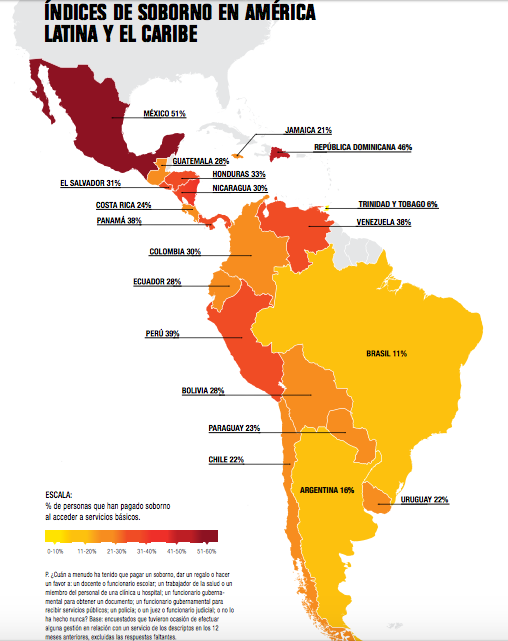 ÍNDICES DE SOBORNO EN AMÉRICA
LATINA Y EL CARIBE
MÉXICO 51%
JAMAICA 21%
REPÚBLICA DOMINICANA 46%
GUATEMALA 28%
HONDURAS 33%
EL SALVADOR 31%
NICARAGUA 30%
COSTA RICA 24%
TRINIDAD Y TOBAGO 6%
PANAMÁ 38%
VENEZUELA 38%
COLOMBIA 30%
ECUADOR 28%
PERÚ 39%
BRASIL 11%
BOLIVIA 28%
PARAGUAY 23%
CHILE 22%
ARGENTINA 16%
URUGUAY 22%
ESCALA:
% de personas que han pagado soborno
al acceder a servicios básicos.
0-10% 11-20% 21-30% 31-40% 41-50% 51-60%
P. ¿Cuán a menudo ha tenido que pagar un soborno, dar un regalo o hacer
un favor a: un docente o funcionario escolar; un trabajador de la salud o un
miembro del personal de una clínica u hospital; un funcionario guberna-
mental para obtener un documento; un funcionario gubernamental para
recibir servicios públicos; un policía; o un juez o funcionario judicial; o no lo
ha hecho nunca? Base: encuestados que tuvieron ocasión de efectuar
alguna gestión en relación con un servicio de los descriptos en los 12
meses anteriores, excluidas las respuestas faltantes.